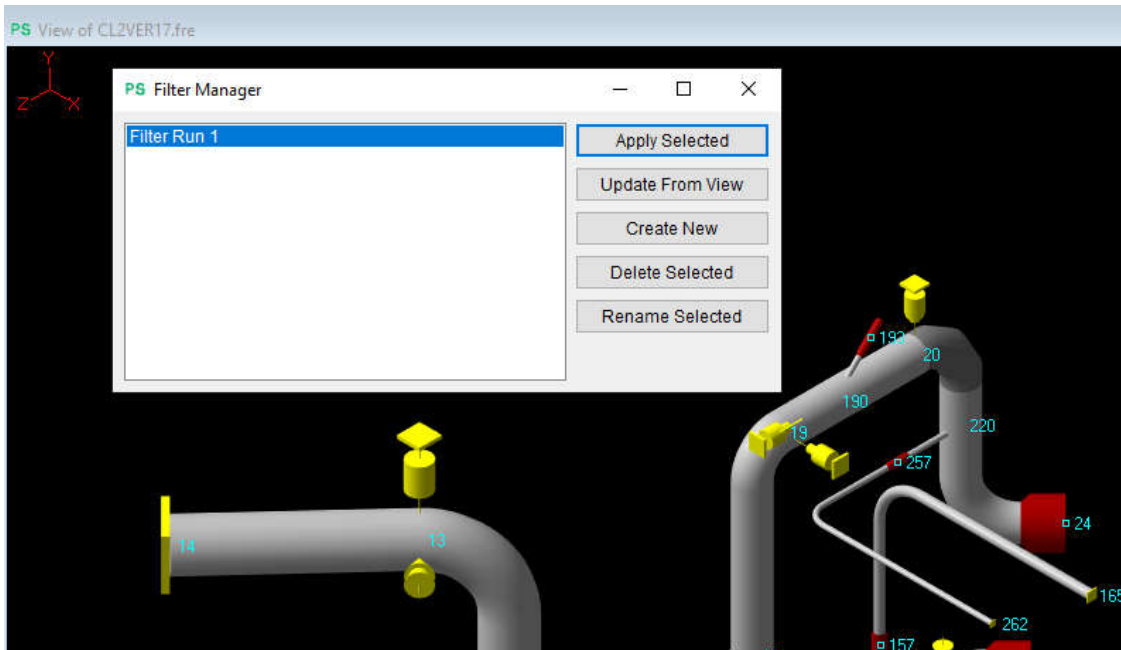 PS View of CL2VER17.fre
Y
Z X
PS Filter Manager
Filter Run 1
Apply Selected
Update From View
Create New
Delete Selected
Rename Selected
193
20
190
19
220
257
24
14
13
165
262
157